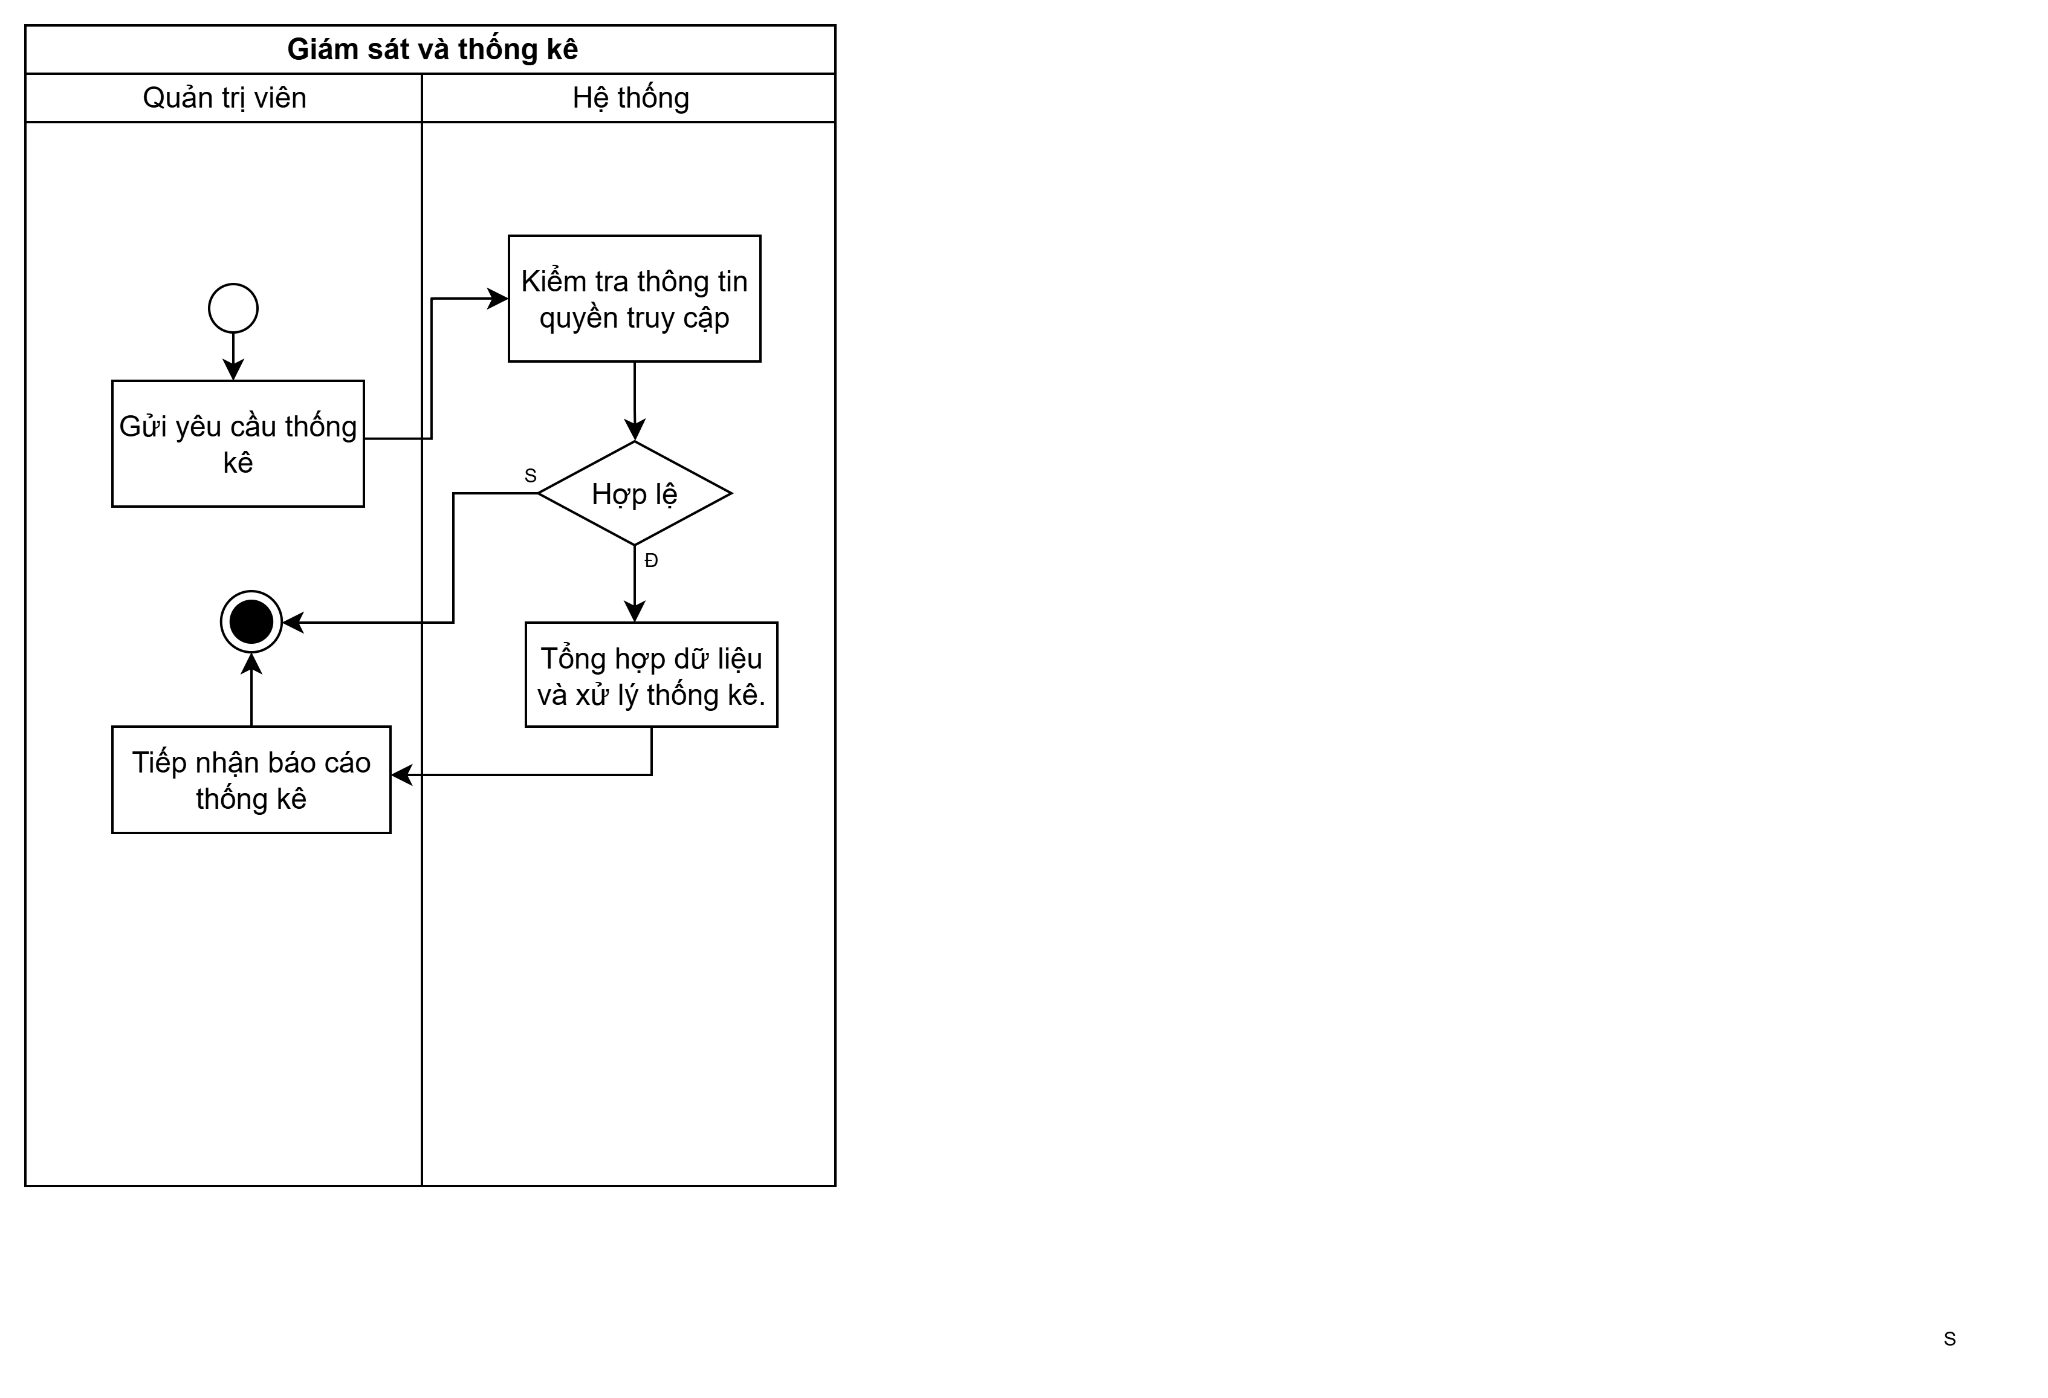 Giám sát và thống kê
Quản trị viên
Hệ thống
Kiểm tra thông tin
quyền truy cập
Gửi yêu cầu thống
kê
S
Hợp lệ
Đ
Tổng hợp dữ liệu
và xử lý thống kê.
Tiếp nhận báo cáo
thống kê
S